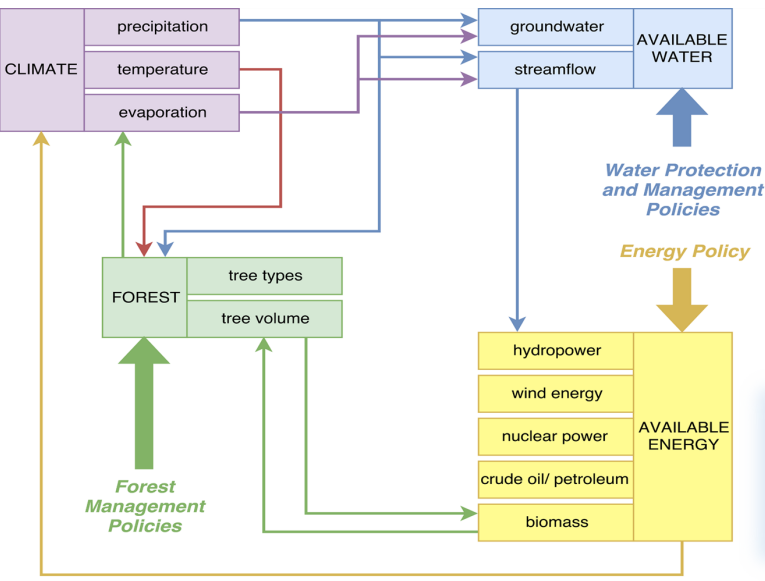 precipitation
CLIMATE
temperature
evaporation
groundwater
streamflow
AVAILABLE
WATER
Water Protection
and Management
Policies
Energy Policy
FOREST
tree types
tree volume
Forest
Management
Policies
hydropower
wind energy
nuclear power
crude oil/ petroleum
biomass
AVAILABLE
ENERGY